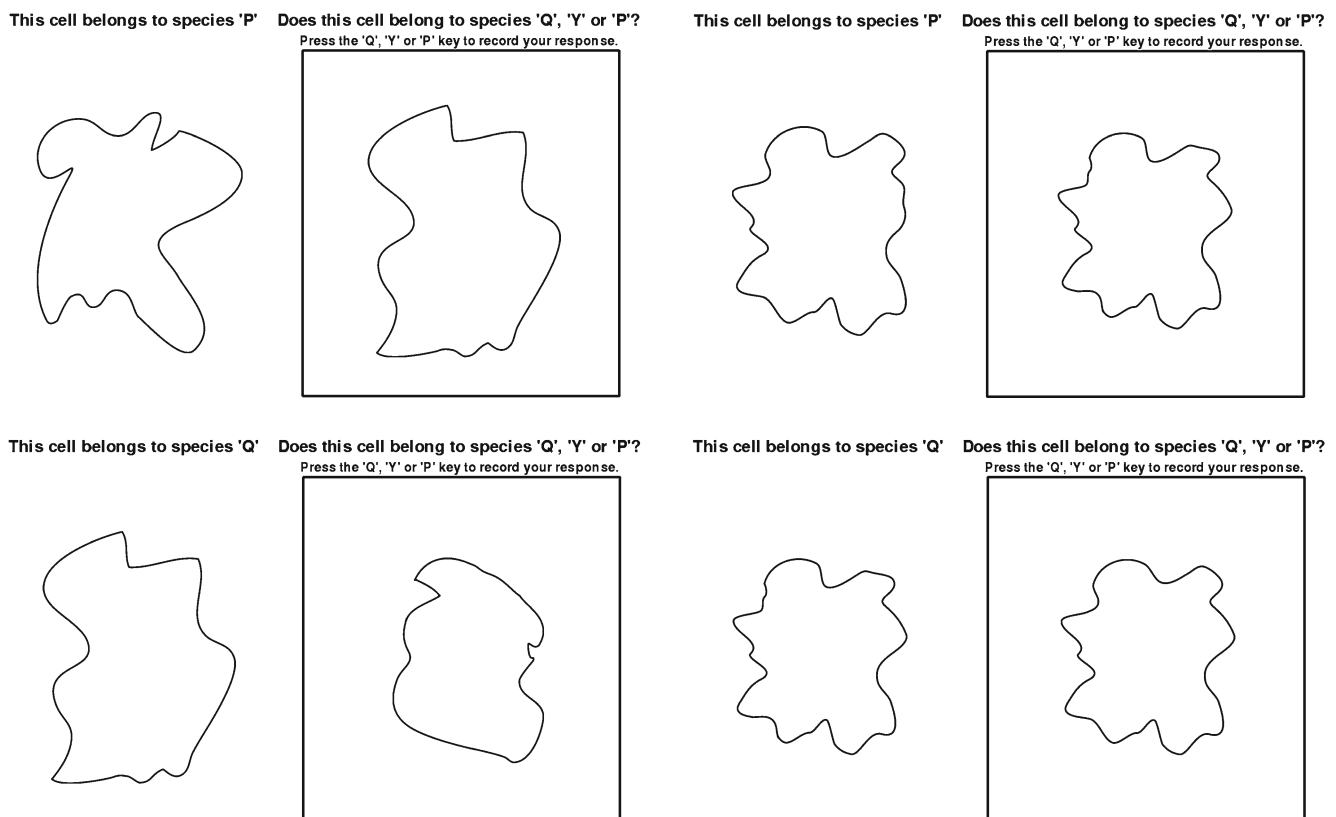 This cell belongs to species 'P'
Does this cell belong to species 'Q', 'Y' or 'P'?
Press the 'Q', 'Y' or 'P' key to record your response.
This cell belongs to species 'P'
Does this cell belong to species 'Q', 'Y' or 'P'?
Press the 'Q', 'Y' or 'P' key to record your response.
This cell belongs to species 'Q'
Does this cell belong to species 'Q', 'Y' or 'P'?
Press the 'Q', 'Y' or 'P' key to record your response.
This cell belongs to species 'Q'
Does this cell belong to species 'Q', 'Y' or 'P'?
Press the 'Q', 'Y' or 'P' key to record your response.